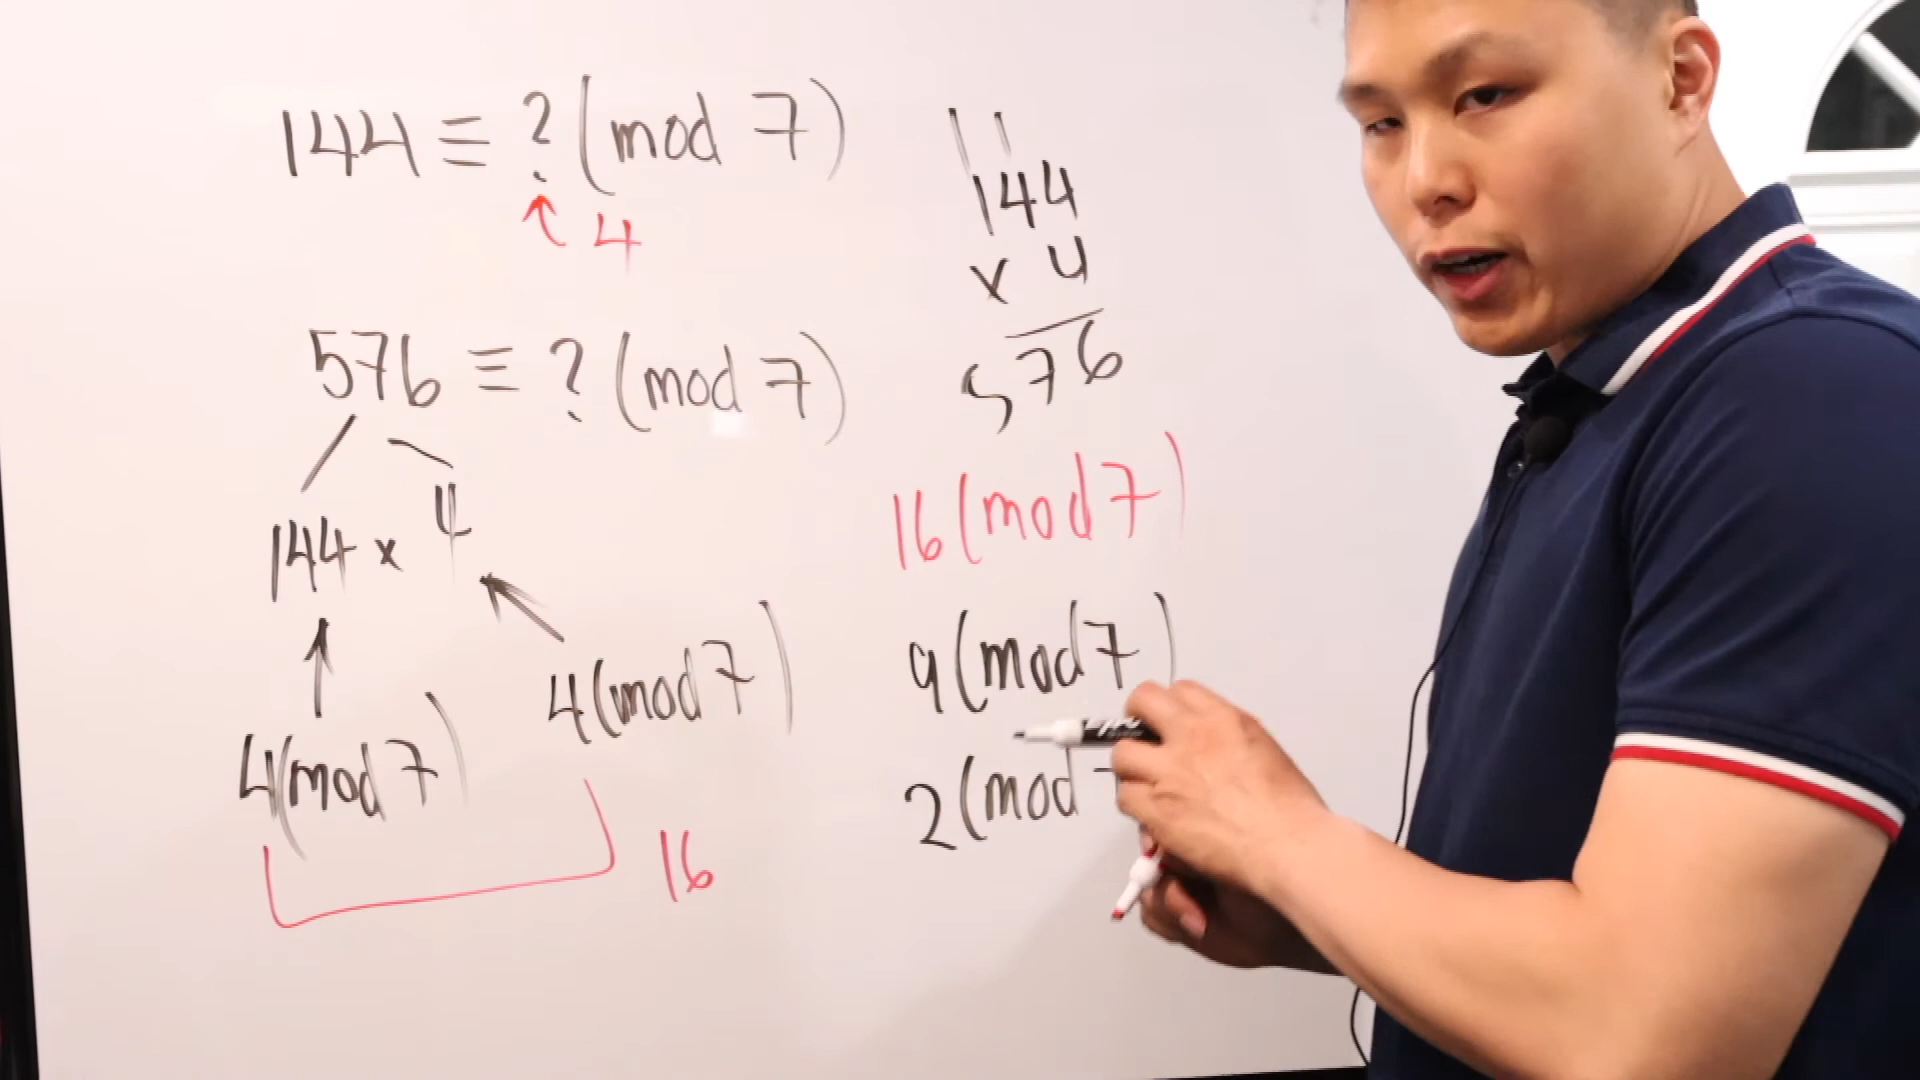 144 ≡ ? (mod 7)
4
576 ≡ ? (mod 7)
144 × 4
4(mod 7)
4(mod 7)
16
11
144
× 4
576
16(mod 7)
9(mod 7)
2(mod